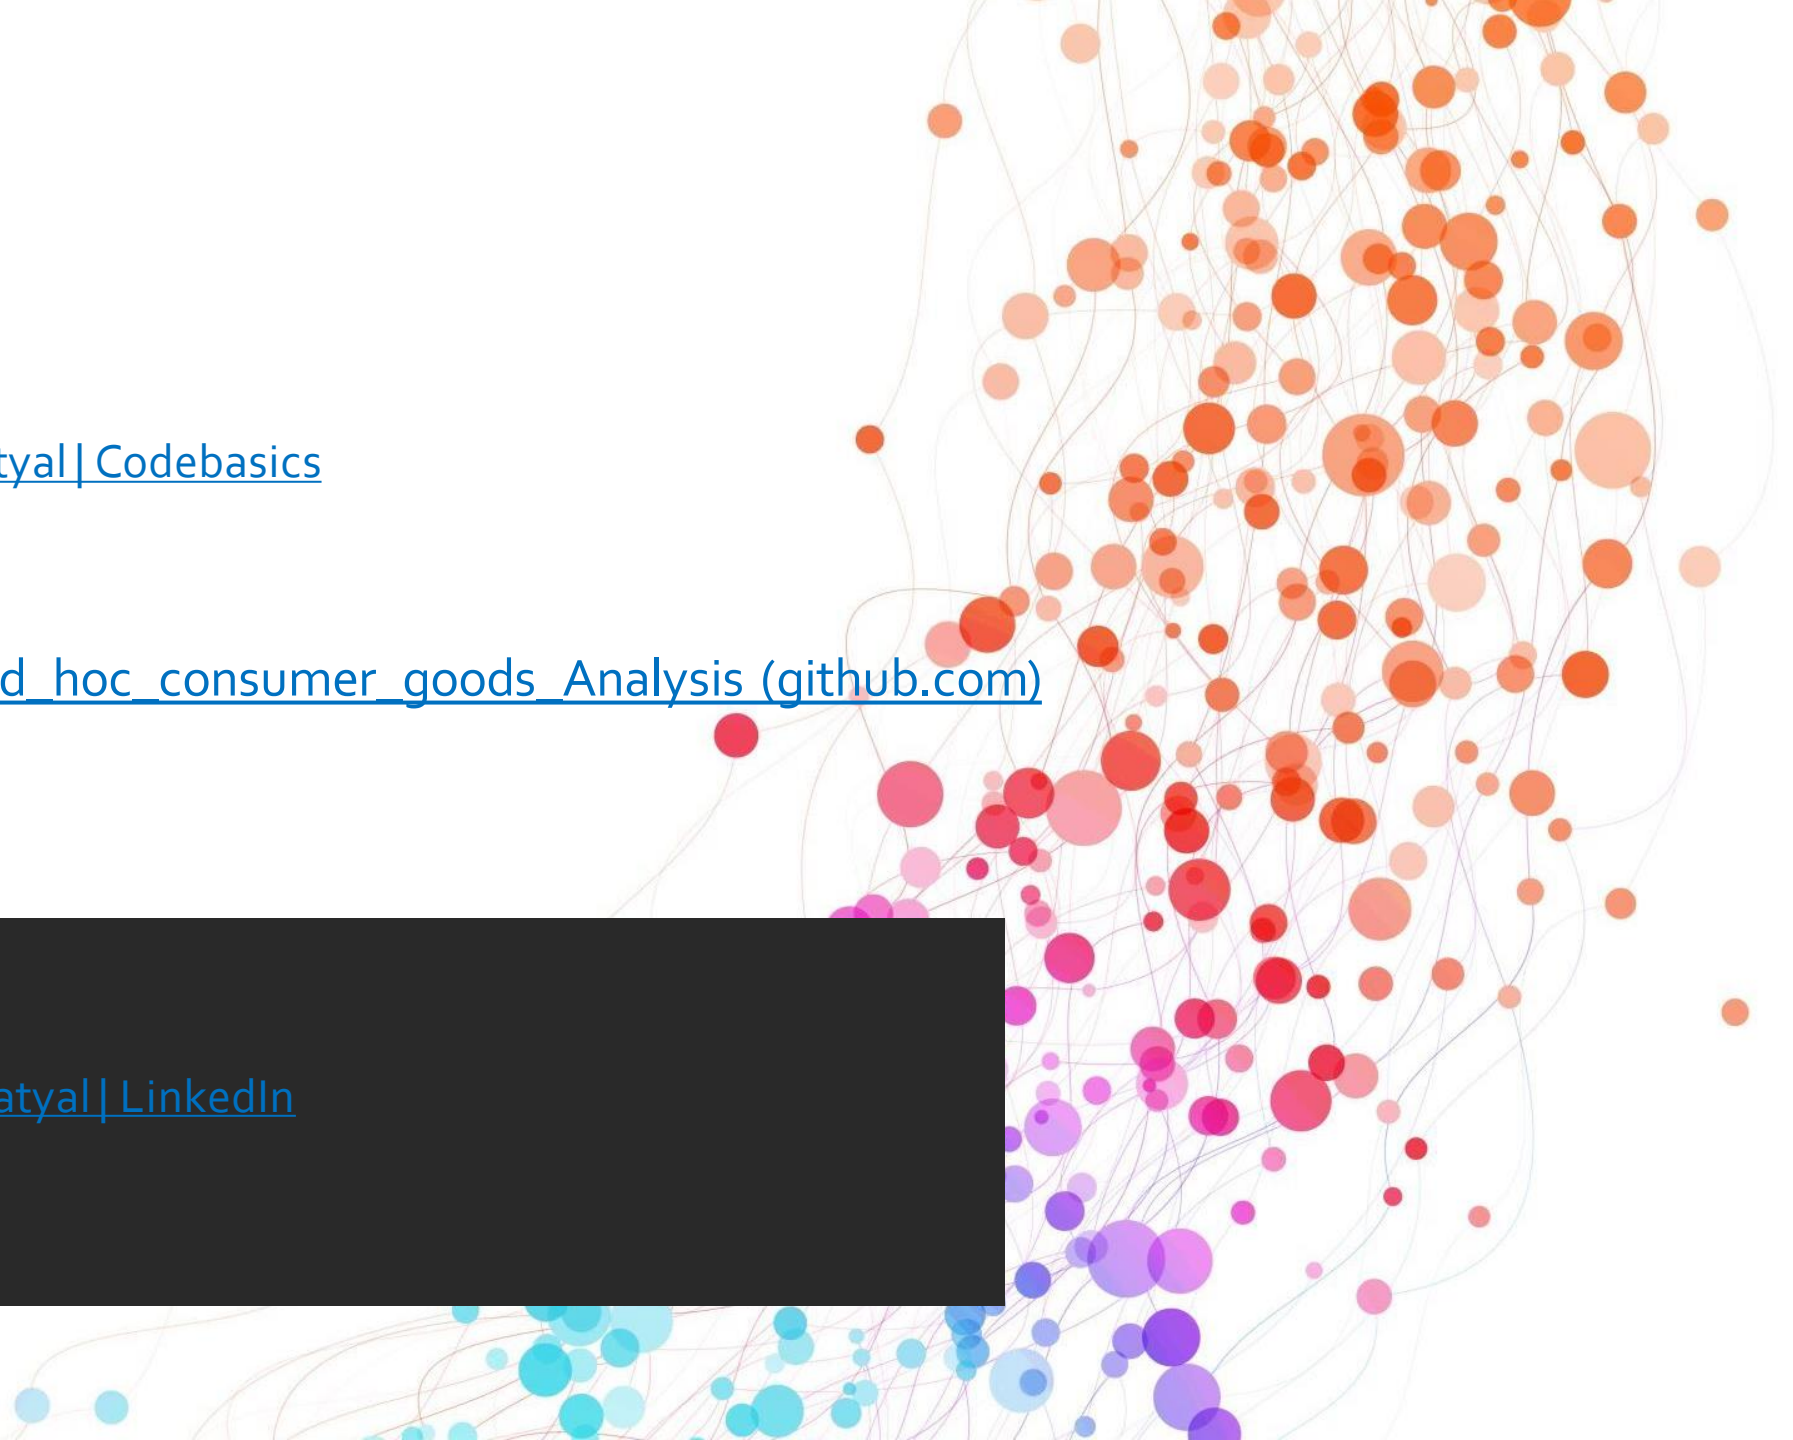 tyal | Codebasics
d_hoc_consumer_goods_Analysis (github.com)
atyal | LinkedIn